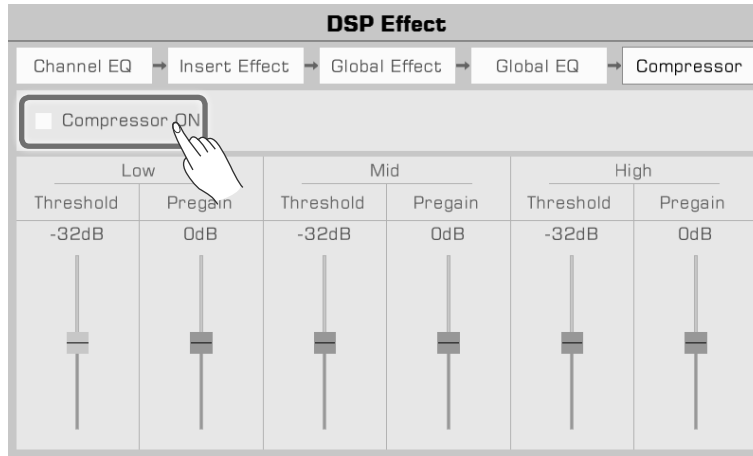 DSP Effect
Channel EQ → Insert Effect → Global Effect → Global EQ → Compressor
Compressor ON
Low Mid High
Threshold Pregain Threshold Pregain Threshold Pregain
-32dB 0dB -32dB 0dB -32dB 0dB